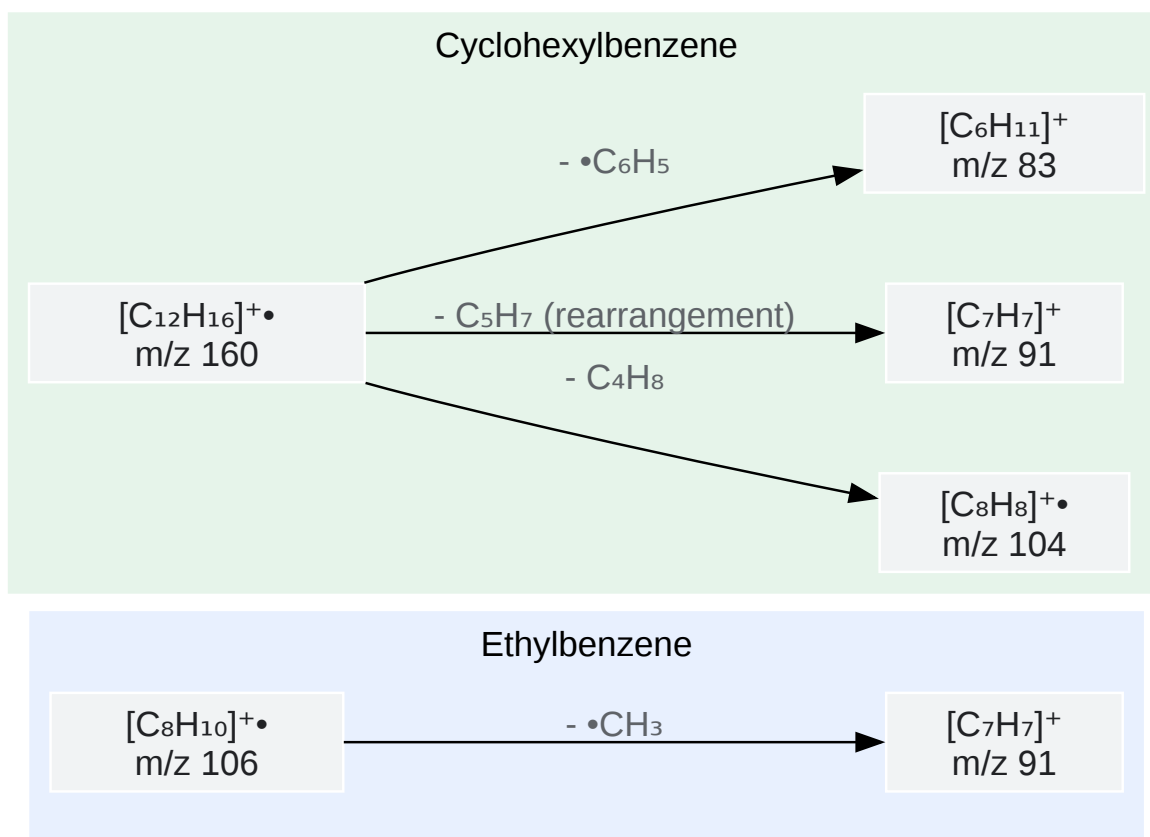 Cyclohexylbenzene
[C₆H₁₁]⁺
m/z 83
- •C₆H₅
[C₁₂H₁₆]⁺•
m/z 160
- C₅H₇ (rearrangement)
[C₇H₇]⁺
m/z 91
- C₄H₈
[C₈H₈]⁺•
m/z 104
Ethylbenzene
[C₈H₁₀]⁺•
m/z 106
- •CH₃
[C₇H₇]⁺
m/z 91